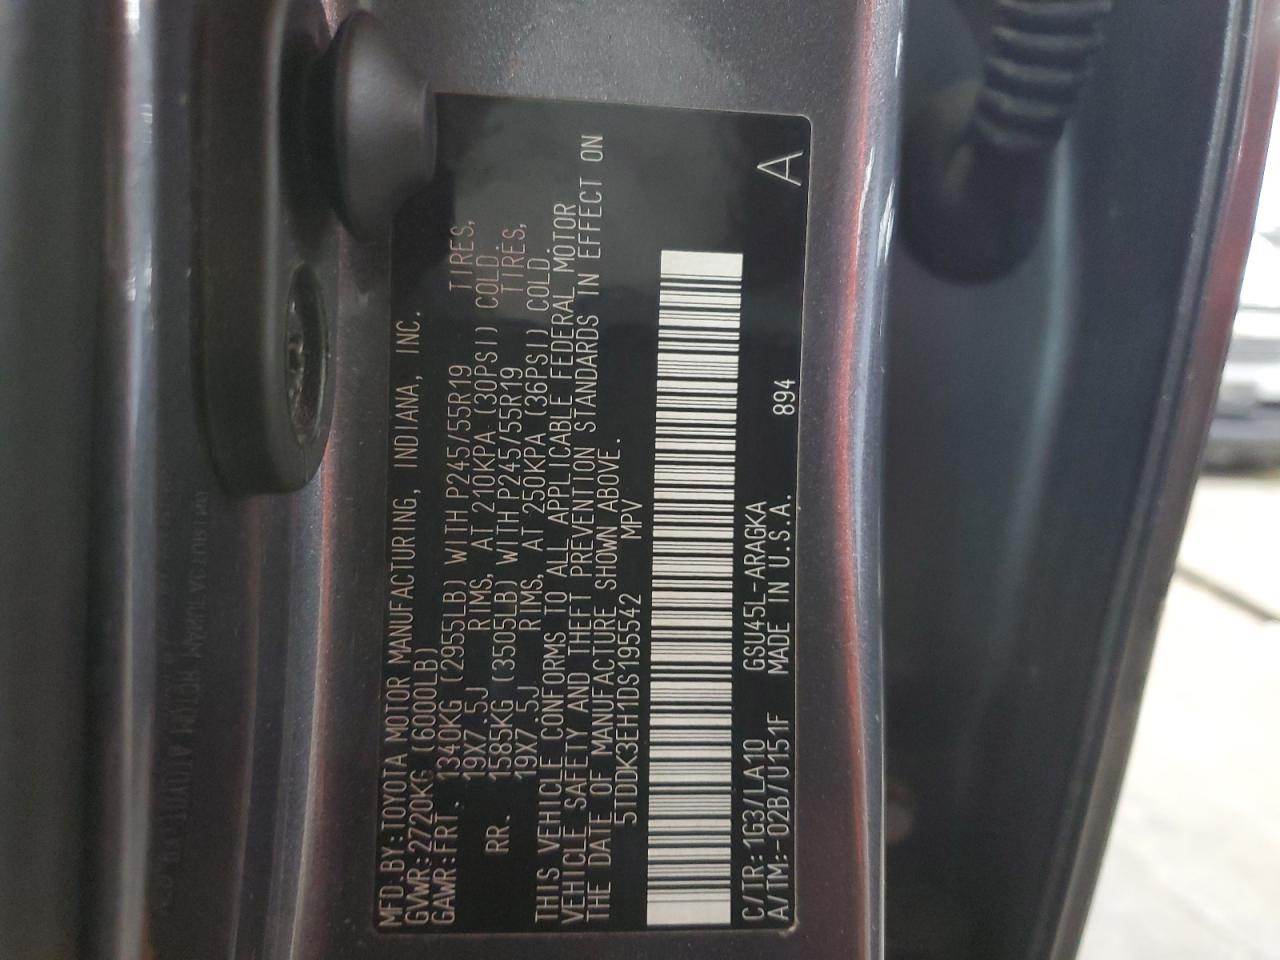 MFD.BY:TOYOTA MOTOR MANUFACTURING, INDIANA, INC.
GVWR:2720KG (6000LB)
GAWR:FRT. 1340KG (2955LB) WITH P245/55R19 TIRES,
19X7.5J RIMS, AT 210KPA (30PSI) COLD.
RR. 1585KG (3505LB) WITH P245/55R19 TIRES,
19X7.5J RIMS, AT 250KPA (36PSI) COLD.
THIS VEHICLE CONFORMS TO ALL APPLICABLE FEDERAL MOTOR
VEHICLE SAFETY AND THEFT PREVENTION STANDARDS IN EFFECT ON
THE DATE OF MANUFACTURE SHOWN ABOVE.
5TDDK3EH1DS195542 MPV
C/TR:1G3/LA10 GSU45L-ARAGKA
A/TM:-02B/U151F MADE IN U.S.A. 894 A